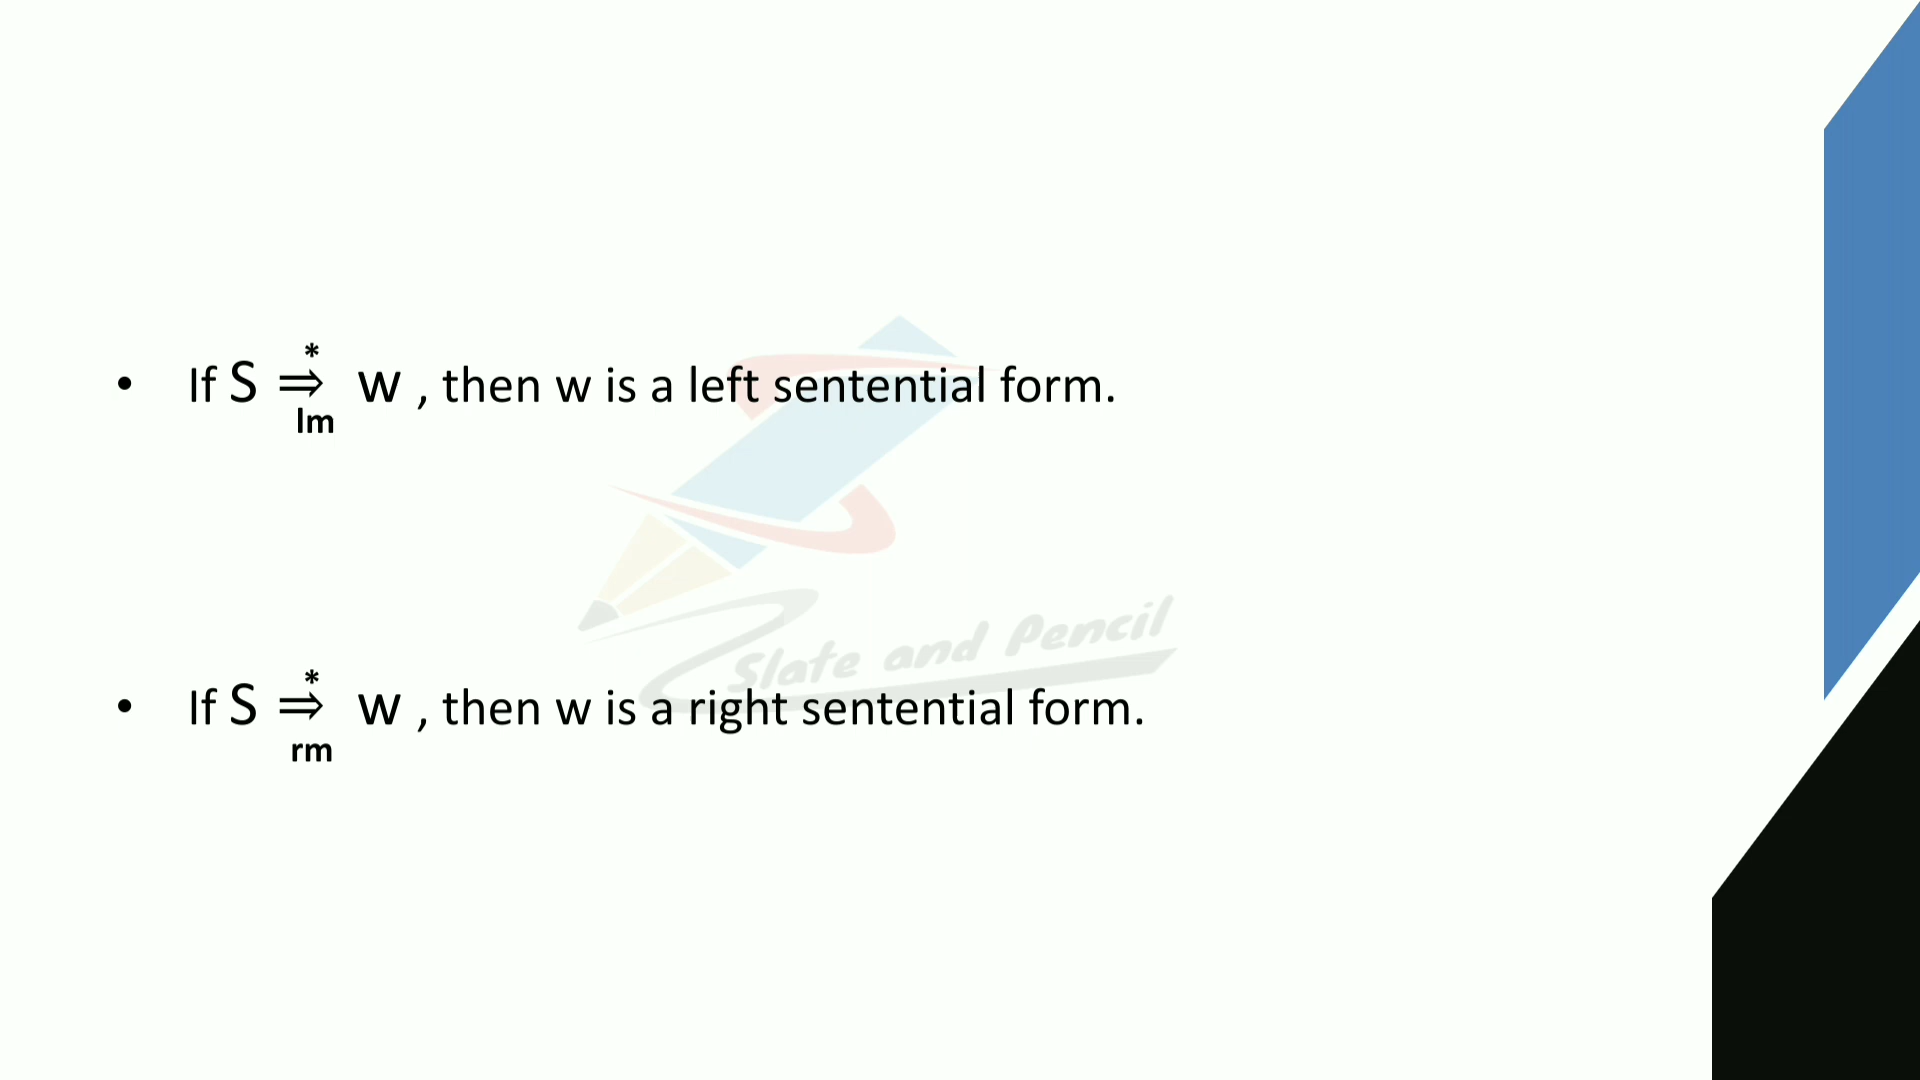 • If S ⇒ w , then w is a left sentential form.
*
lm
Slate and Pencil
• If S ⇒ w , then w is a right sentential form.
*
rm